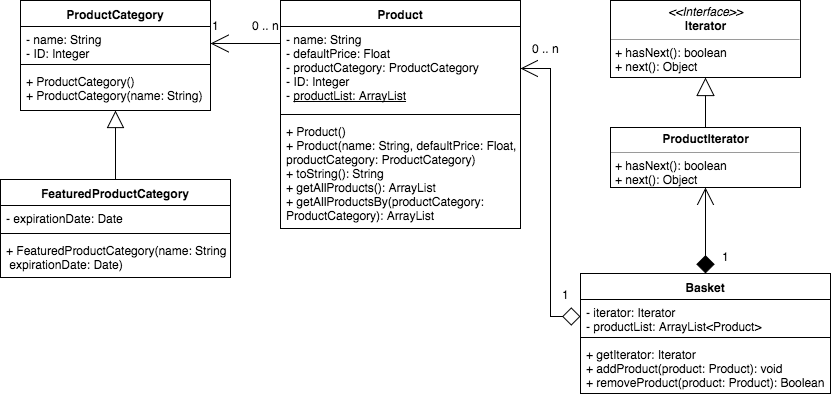 ProductCategory
- name: String
- ID: Integer
+ ProductCategory()
+ ProductCategory(name: String)
1
0 .. n
Product
- name: String
- defaultPrice: Float
- productCategory: ProductCategory
- ID: Integer
- productList: ArrayList
+ Product()
+ Product(name: String, defaultPrice: Float,
productCategory: ProductCategory)
+ toString(): String
+ getAllProducts(): ArrayList
+ getAllProductsBy(productCategory:
ProductCategory): ArrayList
0 .. n
<<Interface>>
Iterator
+ hasNext(): boolean
+ next(): Object
ProductIterator
+ hasNext(): boolean
+ next(): Object
FeaturedProductCategory
- expirationDate: Date
+ FeaturedProductCategory(name: String
expirationDate: Date)
1
1
Basket
- iterator: Iterator
- productList: ArrayList<Product>
+ getIterator: Iterator
+ addProduct(product: Product): void
+ removeProduct(product: Product): Boolean